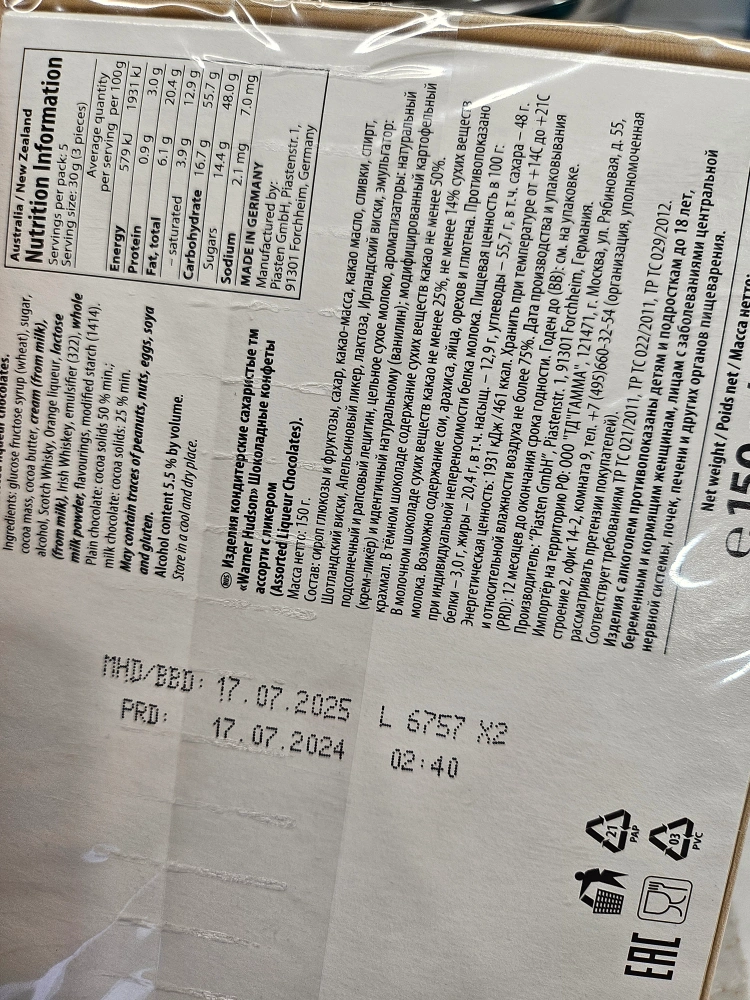 liqueur chocolates.
Ingredients: glucose fructose syrup (wheat), sugar,
cocoa mass, cocoa butter, cream (from milk),
alcohol, Scotch Whisky, Orange liqueur, lactose
(from milk), Irish Whiskey, emulsifier (322), whole
milk powder, flavourings, modified starch (1414).
Plain chocolate: cocoa solids 50 % min.;
milk chocolate: cocoa solids: 25 % min.
May contain traces of peanuts, nuts, eggs, soya
and gluten.
Alcohol content 5,5 % by volume.
Store in a cool and dry place.
Australia / New Zealand
Nutrition Information
Servings per pack: 5
Serving size: 30g (3 pieces)
Average quantity
per serving per 100g
Energy 579 kJ 1931 kJ
Protein 0.9 g 3.0 g
Fat, total 6.1 g 20.4 g
– saturated 3.9 g 12.9 g
Carbohydrate 16.7 g 55.7 g
Sugars 14.4 g 48.0 g
Sodium 2.1 mg 7.0 mg
MADE IN GERMANY
Manufactured by:
Piasten GmbH, Piastenstr. 1,
91301 Forchheim, Germany
Изделия кондитерские сахаристые тм
«Warner Hudson» Шоколадные конфеты
ассорти с ликером
(Assorted Liqueur Chocolates).
Масса нетто: 150 г.
Состав: сироп глюкозы и фруктозы, сахар, какао-масса, какао масло, сливки, спирт,
Шотландский виски, Апельсиновый ликер, лактоза, Ирландский виски, эмульгатор:
подсолнечный и рапсовый лецитин, цельное сухое молоко, ароматизаторы: натуральный
(крем-ликёр) и идентичный натуральному (ванилин); модифицированный картофельный
крахмал. В тёмном шоколаде содержание сухих веществ какао не менее 50%.
В молочном шоколаде сухих веществ какао не менее 25%, не менее 14% сухих веществ
молока. Возможно содержание сои, арахиса, яйца, орехов и глютена. Противопоказано
при индивидуальной непереносимости белка молока. Пищевая ценность в 100 г:
белки – 3,0 г, жиры – 20,4 г, в т.ч. насыщ. – 12,9 г, углеводы – 55,7 г, в т.ч. сахара – 48 г.
Энергетическая ценность: 1931 кДж / 461 ккал. Хранить при температуре от +14С до +21С
и относительной влажности воздуха не более 75%. Дата производства и упаковывания
(PRD): 12 месяцев до окончания срока годности. Годен до (BB): см. на упаковке.
Производитель: "Piasten GmbH", Piastenstr. 1, 91301 Forchheim, Германия.
Импортёр на территорию РФ: ООО "ТД"ГАММА", 121471, г. Москва, ул. Рябиновая, д. 55,
строение 2, офис 14-2, комната 9, тел. +7 (495)660-32-54 (организация, уполномоченная
рассматривать претензии покупателей).
Соответствует требованиям ТР ТС 021/2011, ТР ТС 022/2011, ТР ТС 029/2012.
Изделия с алкоголем противопоказаны детям и подросткам до 18 лет,
беременным и кормящим женщинам, лицам с заболеваниями центральной
нервной системы, почек, печени и других органов пищеварения.
Net weight / Poids net / Масса нетто:
e 150
MHD/BBD: 17.07.2025 L 6757 X2
PRD: 17.07.2024 02:40
21
PAP
03
PVC
EAC